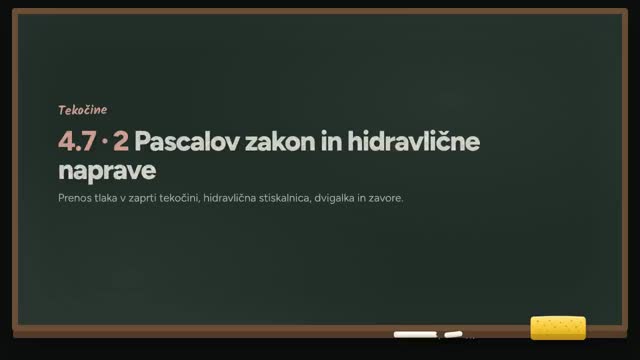 Tekočine
4.7 · 2 Pascalov zakon in hidravlične
naprave
Prenos tlaka v zaprti tekočini, hidravlična stiskalnica, dvigalka in zavore.